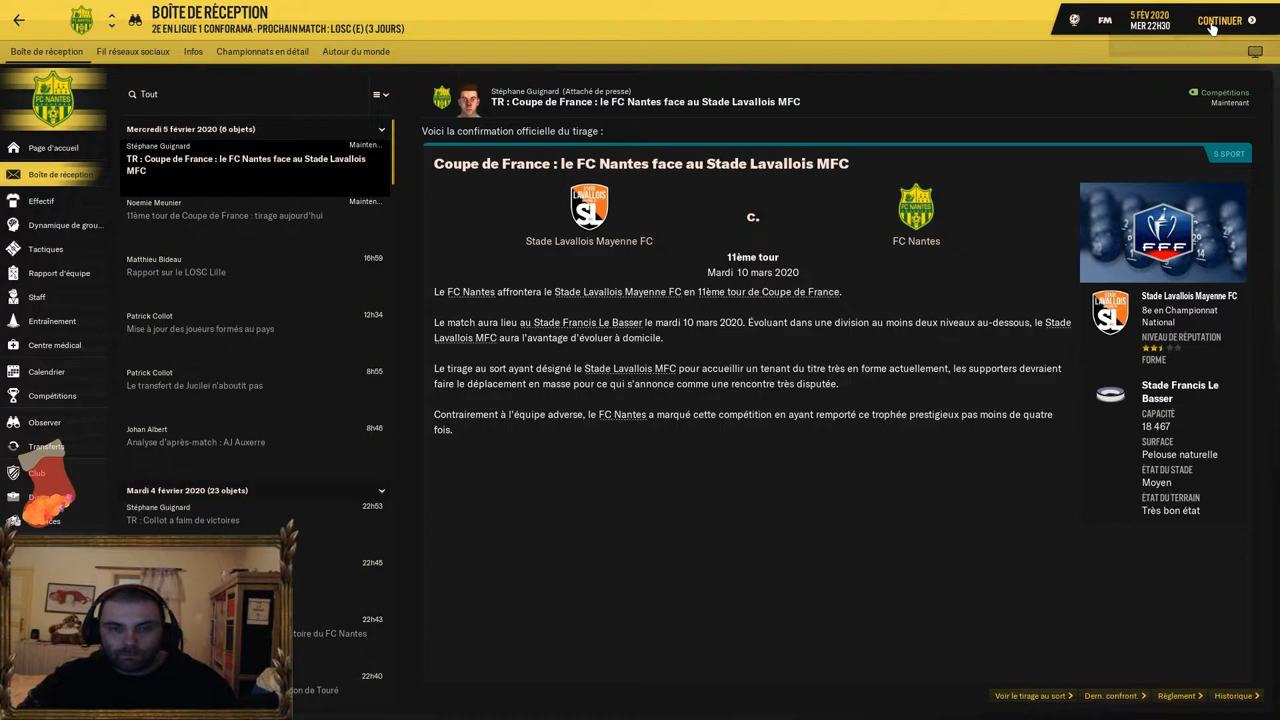 BOÎTE DE RÉCEPTION
2E EN LIGUE 1 CONFORAMA - PROCHAIN MATCH : LOSC (E) (3 JOURS)
FM
5 FÉV 2020
MER 22H30
CONTINUER
Boîte de réception
Fil réseaux sociaux
Infos
Championnats en détail
Autour du monde
FC NANTES
Page d'accueil
Boîte de réception
Effectif
Dynamique de grou...
Tactiques
Rapport d'équipe
Staff
Entraînement
Centre médical
Calendrier
Compétitions
Observer
Transferts
Club
Tout
Mercredi 5 février 2020 (6 objets)
Stéphane Guignard
Mainten...
TR : Coupe de France : le FC Nantes face au Stade Lavallois
MFC
Noemie Meunier
Mainten...
11ème tour de Coupe de France : tirage aujourd'hui
Matthieu Bideau
16h59
Rapport sur le LOSC Lille
Patrick Collot
12h34
Mise à jour des joueurs formés au pays
Patrick Collot
8h55
Le transfert de Jucilei n'aboutit pas
Johan Albert
8h46
Analyse d'après-match : AJ Auxerre
Mardi 4 février 2020 (23 objets)
Stéphane Guignard
22h53
TR : Collot a faim de victoires
22h45
22h43
toire du FC Nantes
22h40
on de Touré
Stéphane Guignard (Attaché de presse)
TR : Coupe de France : le FC Nantes face au Stade Lavallois MFC
Compétitions
Maintenant
Voici la confirmation officielle du tirage :
S SPORT
Coupe de France : le FC Nantes face au Stade Lavallois MFC
Stade Lavallois Mayenne FC
C.
FC Nantes
11ème tour
Mardi 10 mars 2020
Le FC Nantes affrontera le Stade Lavallois Mayenne FC en 11ème tour de Coupe de France.
Le match aura lieu au Stade Francis Le Basser le mardi 10 mars 2020. Évoluant dans une division au moins deux niveaux au-dessous, le Stade
Lavallois MFC aura l'avantage d'évoluer à domicile.
Le tirage au sort ayant désigné le Stade Lavallois MFC pour accueillir un tenant du titre très en forme actuellement, les supporters devraient
faire le déplacement en masse pour ce qui s'annonce comme une rencontre très disputée.
Contrairement à l'équipe adverse, le FC Nantes a marqué cette compétition en ayant remporté ce trophée prestigieux pas moins de quatre
fois.
FFF
Stade Lavallois Mayenne FC
8e en Championnat
National
NIVEAU DE RÉPUTATION
FORME
Stade Francis Le
Basser
CAPACITÉ
18 467
SURFACE
Pelouse naturelle
ÉTAT DU STADE
Moyen
ÉTAT DU TERRAIN
Très bon état
Voir le tirage au sort
Dern. confront.
Règlement
Historique